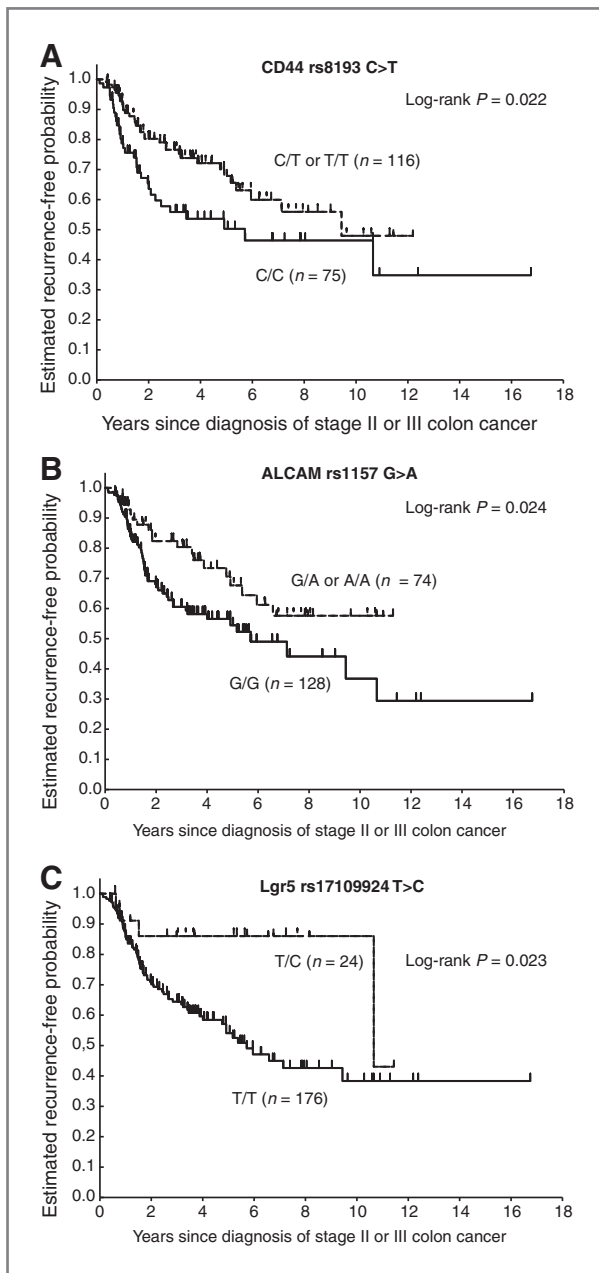 A
CD44 rs8193 C>T
Log-rank P = 0.022
C/T or T/T (n = 116)
C/C (n = 75)
Estimated recurrence-free probability
1.0
0.9
0.8
0.7
0.6
0.5
0.4
0.3
0.2
0.1
0.0
0 2 4 6 8 10 12 14 16 18
Years since diagnosis of stage II or III colon cancer
B
ALCAM rs1157 G>A
Log-rank P = 0.024
G/A or A/A (n = 74)
G/G (n = 128)
Estimated recurrence-free probability
1.0
0.9
0.8
0.7
0.6
0.5
0.4
0.3
0.2
0.1
0.0
0 2 4 6 8 10 12 14 16 18
Years since diagnosis of stage II or III colon cancer
C
Lgr5 rs17109924 T>C
T/C (n = 24)
Log-rank P = 0.023
T/T (n = 176)
Estimated recurrence-free probability
1.0
0.9
0.8
0.7
0.6
0.5
0.4
0.3
0.2
0.1
0.0
0 2 4 6 8 10 12 14 16 18
Years since diagnosis of stage II or III colon cancer